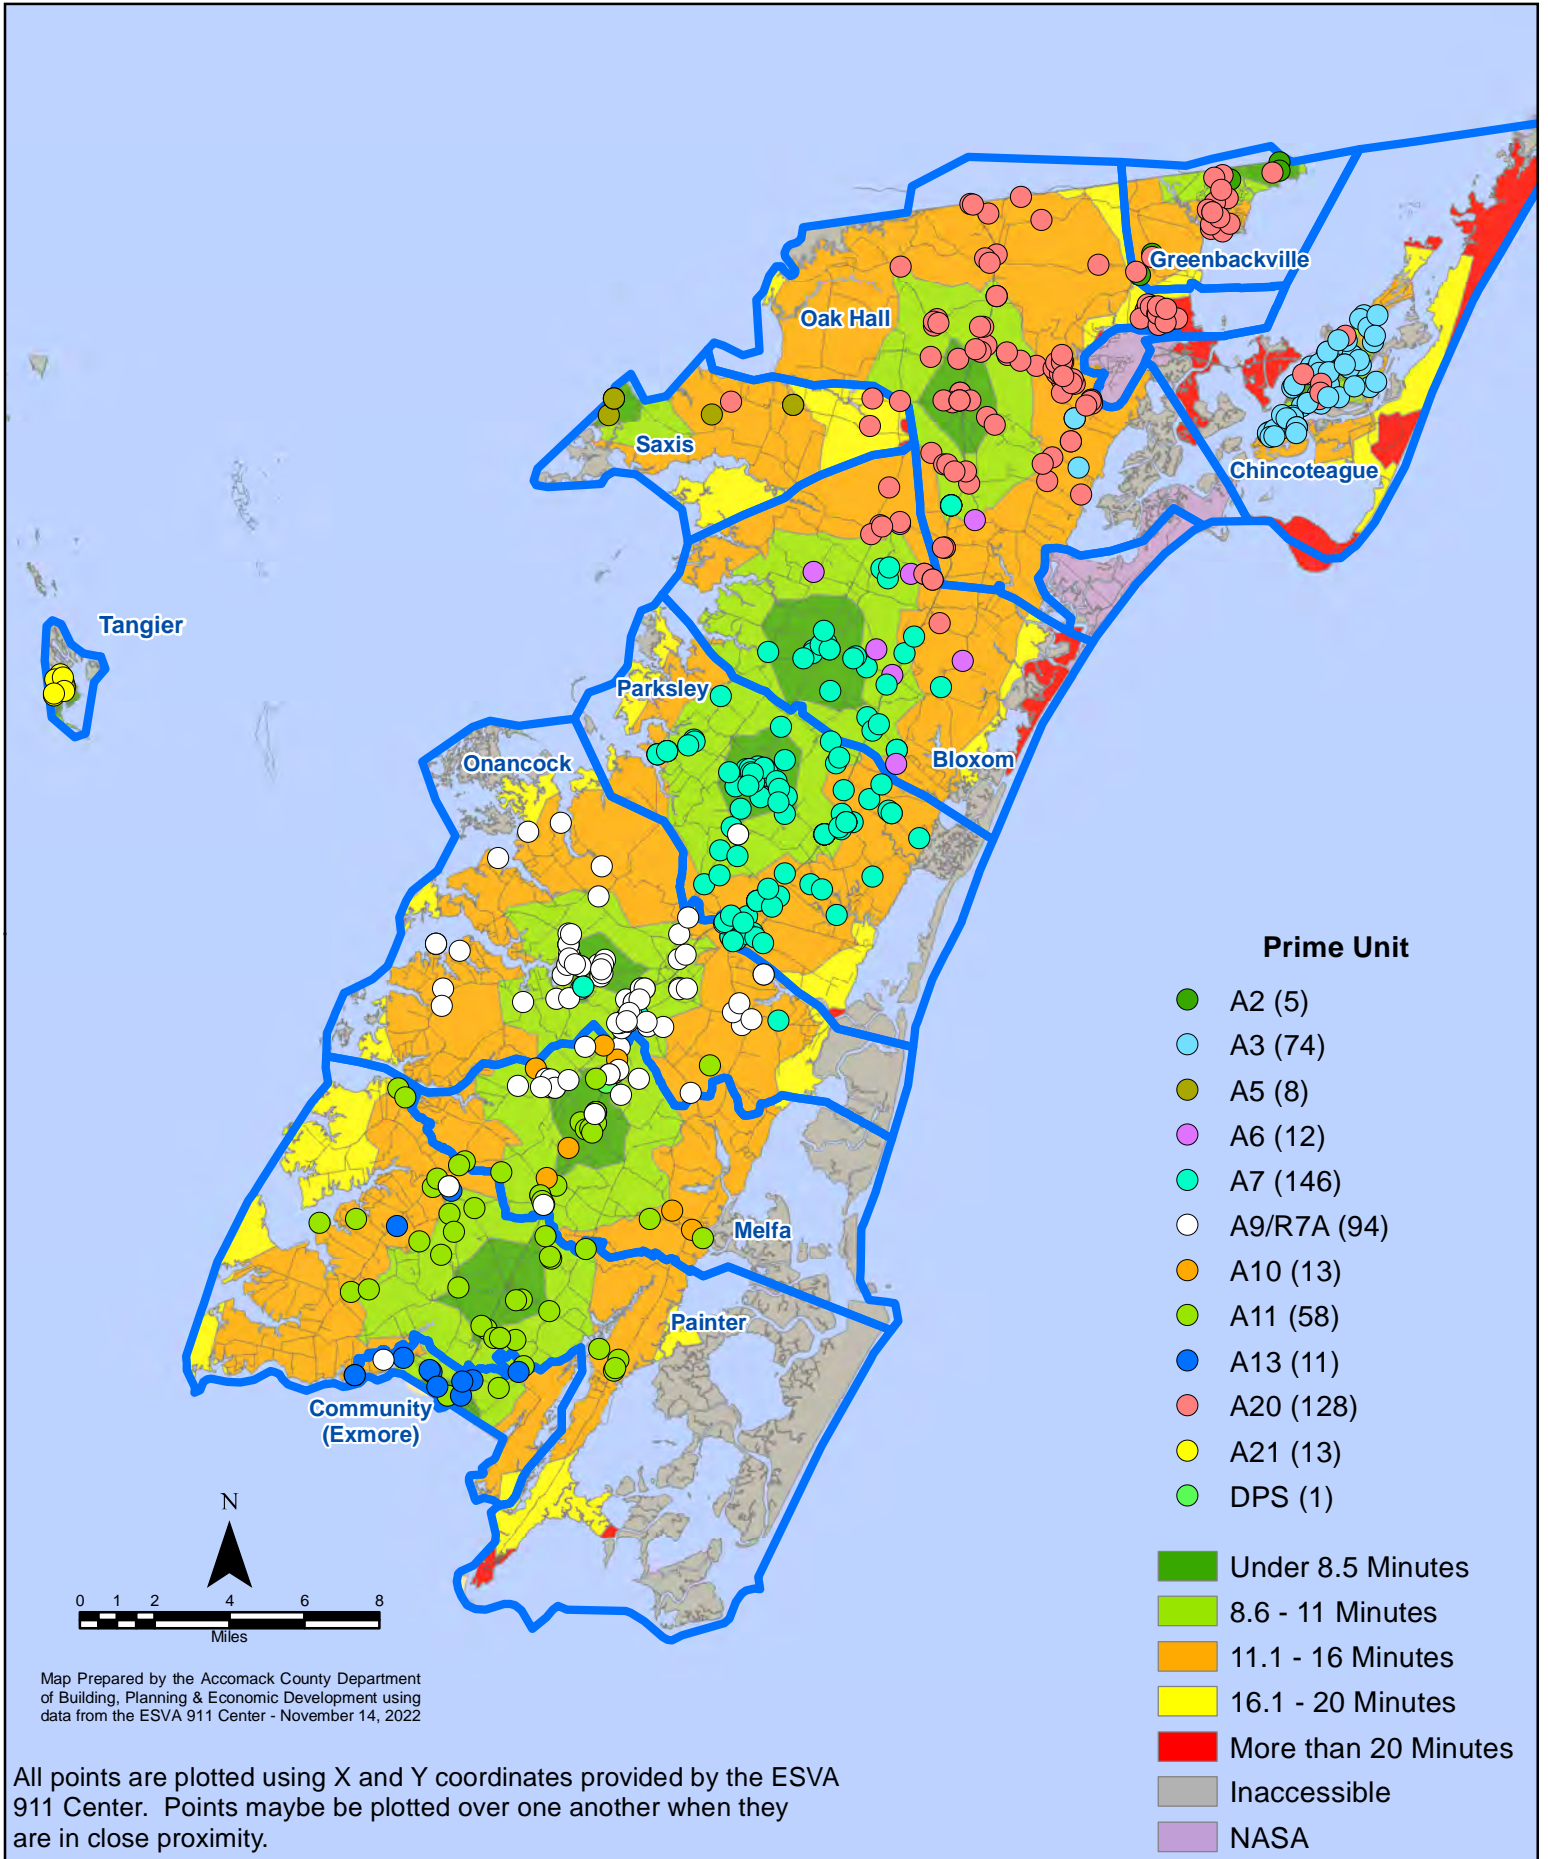 Greenbackville
Oak Hall
Saxis
Chincoteague
Tangier
Parksley
Onancock
Bloxom
Melfa
Painter
Community
(Exmore)
Prime Unit
A2 (5)
A3 (74)
A5 (8)
A6 (12)
A7 (146)
A9/R7A (94)
A10 (13)
A11 (58)
A13 (11)
A20 (128)
A21 (13)
DPS (1)
Under 8.5 Minutes
8.6 - 11 Minutes
11.1 - 16 Minutes
16.1 - 20 Minutes
More than 20 Minutes
Inaccessible
NASA
N
0 1 2 4 6 8
Miles
Map Prepared by the Accomack County Department
of Building, Planning & Economic Development using
data from the ESVA 911 Center - November 14, 2022
All points are plotted using X and Y coordinates provided by the ESVA
911 Center.  Points maybe be plotted over one another when they
are in close proximity.